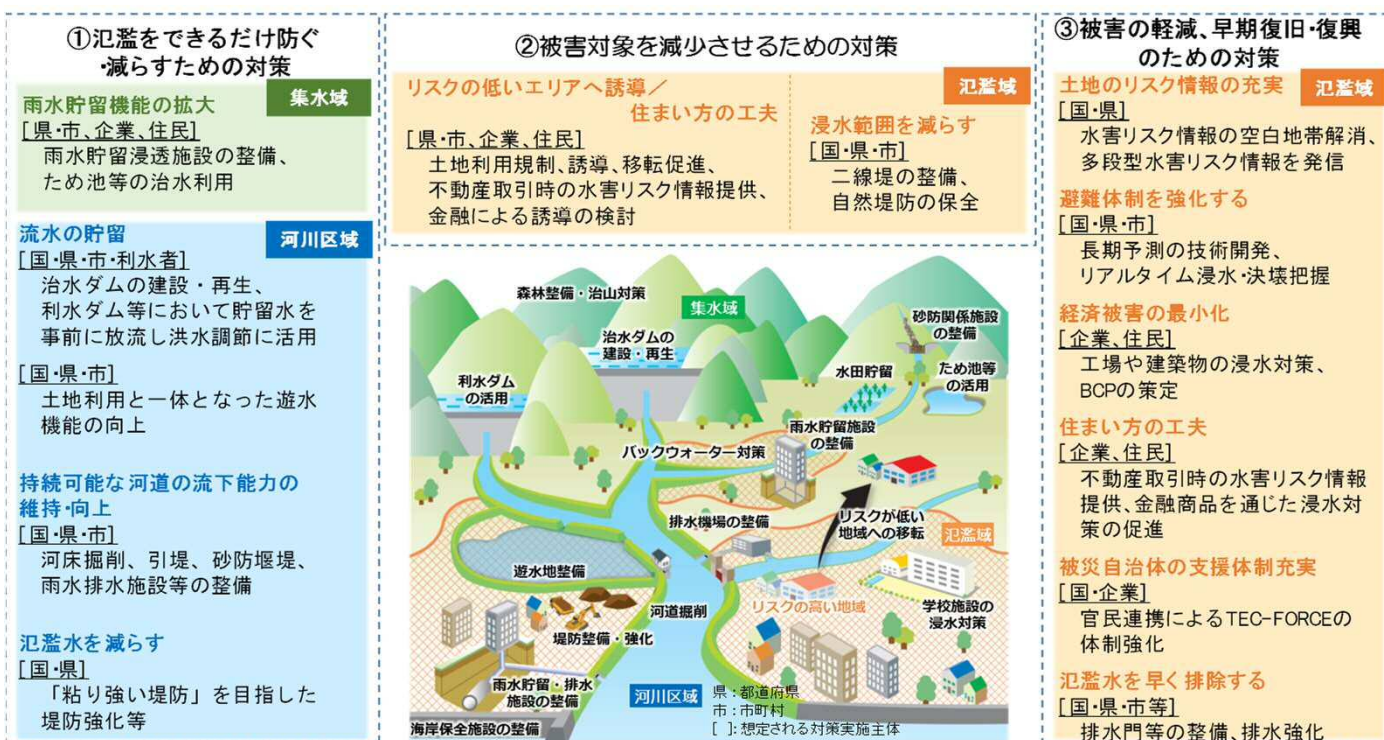 ①氾濫をできるだけ防ぐ
・減らすための対策
集水域
雨水貯留機能の拡大
[県・市、企業、住民]
雨水貯留浸透施設の整備、
ため池等の治水利用
河川区域
流水の貯留
[国・県・市・利水者]
治水ダムの建設・再生、
利水ダム等において貯留水を
事前に放流し洪水調節に活用
[国・県・市]
土地利用と一体となった遊水
機能の向上
持続可能な河道の流下能力の
維持・向上
[国・県・市]
河床掘削、引堤、砂防堰堤、
雨水排水施設等の整備
氾濫水を減らす
[国・県]
「粘り強い堤防」を目指した
堤防強化等
②被害対象を減少させるための対策
氾濫域
リスクの低いエリアへ誘導／
住まい方の工夫
[県・市、企業、住民]
土地利用規制、誘導、移転促進、
不動産取引時の水害リスク情報提供、
金融による誘導の検討
浸水範囲を減らす
[国・県・市]
二線堤の整備、
自然堤防の保全
森林整備・治山対策
集水域
砂防関係施設
の整備
治水ダムの
建設・再生
水田貯留
ため池等
の活用
利水ダム
の活用
雨水貯留施設
の整備
バックウォーター対策
排水機場の整備
リスクが低い
地域への移転
氾濫域
遊水地整備
河道掘削
リスクの高い地域
学校施設の
浸水対策
堤防整備・強化
雨水貯留・排水
施設の整備
河川区域
海岸保全施設の整備
県：都道府県
市：市町村
[ ]：想定される対策実施主体
③被害の軽減、早期復旧・復興
のための対策
氾濫域
土地のリスク情報の充実
[国・県]
水害リスク情報の空白地帯解消、
多段型水害リスク情報を発信
避難体制を強化する
[国・県・市]
長期予測の技術開発、
リアルタイム浸水・決壊把握
経済被害の最小化
[企業、住民]
工場や建築物の浸水対策、
BCPの策定
住まい方の工夫
[企業、住民]
不動産取引時の水害リスク情報
提供、金融商品を通じた浸水対
策の促進
被災自治体の支援体制充実
[国・企業]
官民連携によるTEC-FORCEの
体制強化
氾濫水を早く排除する
[国・県・市等]
排水門等の整備、排水強化